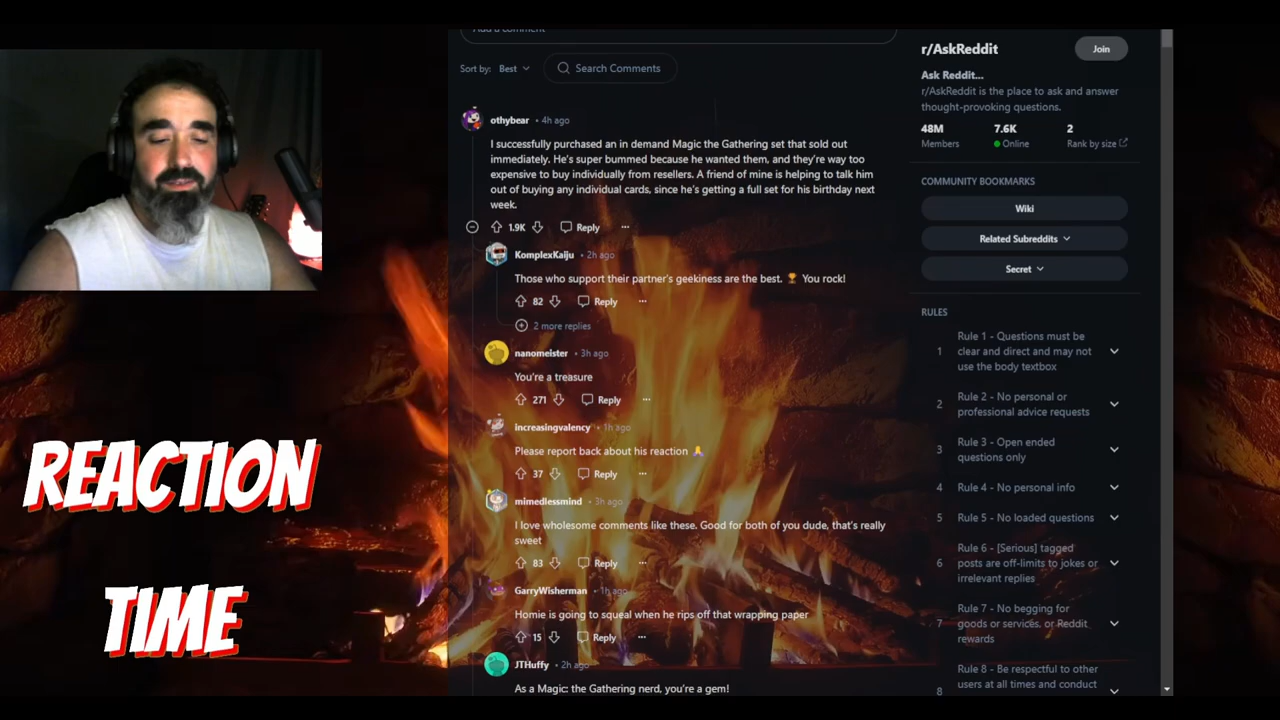 REACTION
TIME
Add a comment
Sort by: Best
Search Comments
othybear • 4h ago
I successfully purchased an in demand Magic the Gathering set that sold out
immediately. He's super bummed because he wanted them, and they're way too
expensive to buy individually from resellers. A friend of mine is helping to talk him
out of buying any individual cards, since he's getting a full set for his birthday next
week.
1.9K Reply ...
KomplexKaiju • 2h ago
Those who support their partner's geekiness are the best. 🏆 You rock!
82 Reply ...
2 more replies
nanomeister • 3h ago
You're a treasure
271 Reply ...
increasingvalency • 1h ago
Please report back about his reaction 🙏
37 Reply ...
mimedlessmind • 3h ago
I love wholesome comments like these. Good for both of you dude, that's really
sweet
83 Reply ...
GarryWisherman • 1h ago
Homie is going to squeal when he rips off that wrapping paper
15 Reply ...
JTHuffy • 2h ago
As a Magic: the Gathering nerd, you're a gem!
r/AskReddit
Join
Ask Reddit...
r/AskReddit is the place to ask and answer
thought-provoking questions.
48M 7.6K 2
Members Online Rank by size
COMMUNITY BOOKMARKS
Wiki
Related Subreddits
Secret
RULES
1 Rule 1 - Questions must be
clear and direct and may not
use the body textbox
2 Rule 2 - No personal or
professional advice requests
3 Rule 3 - Open ended
questions only
4 Rule 4 - No personal info
5 Rule 5 - No loaded questions
6 Rule 6 - [Serious] tagged
posts are off-limits to jokes or
irrelevant replies
7 Rule 7 - No begging for
goods or services, or Reddit
rewards
8 Rule 8 - Be respectful to other
users at all times and conduct